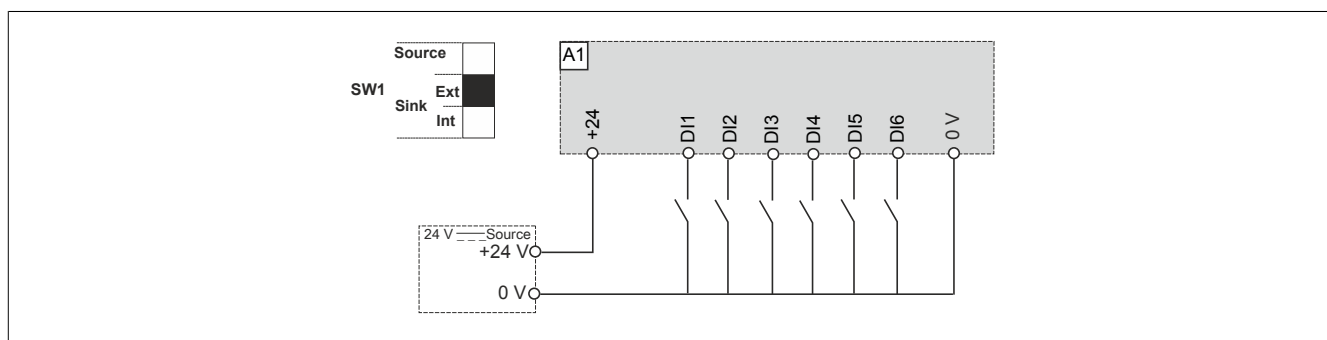 Source
SW1
Ext
Sink
Int
A1
+24
DI1
DI2
DI3
DI4
DI5
DI6
0 V
24 V Source
+24 V
0 V